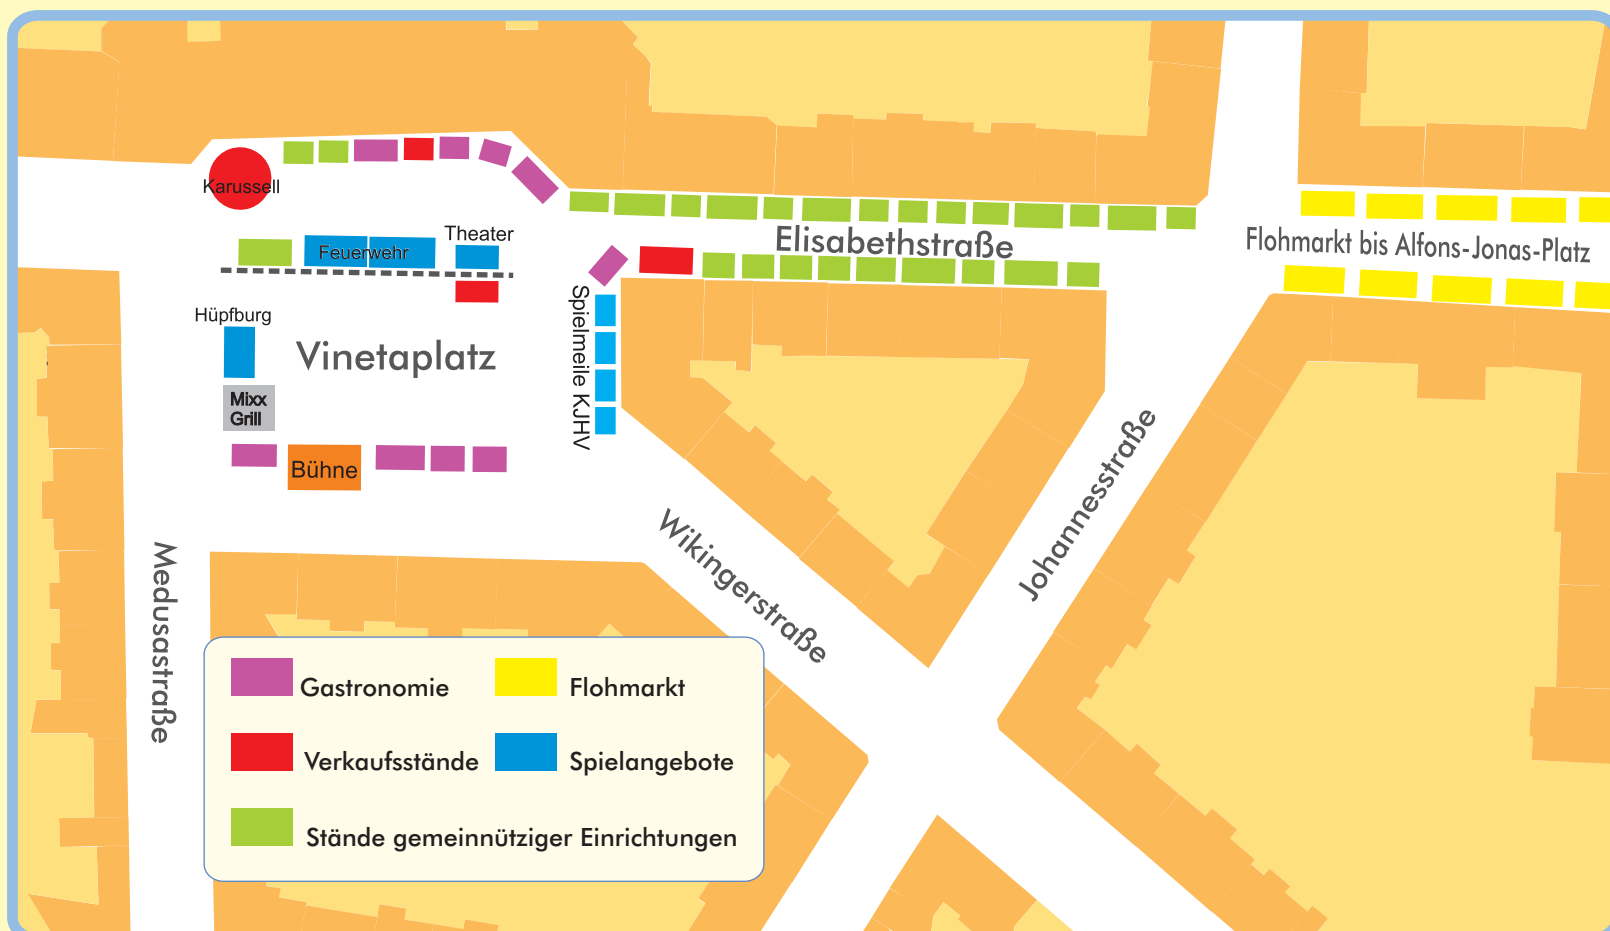 Karussell
Feuerwehr
Theater
Elisabethstraße
Flohmarkt bis Alfons-Jonas-Platz
Hüpfburg
Vinetaplatz
Spielmeile KJHV
Mixx
Grill
Bühne
Johannesstraße
Wikingerstraße
Medusastraße
Gastronomie
Flohmarkt
Verkaufsstände
Spielangebote
Stände gemeinnütziger Einrichtungen